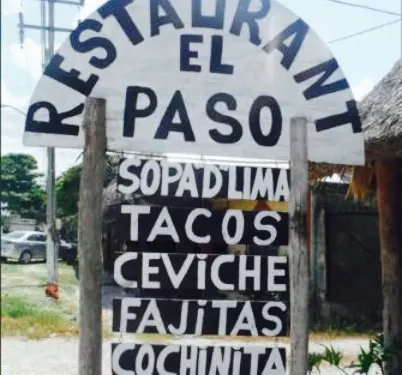 RESTAURANT
EL
PASO
SOPA D'LIMA
TACOS
CEVICHE
FAJiTAS
COCHINITA